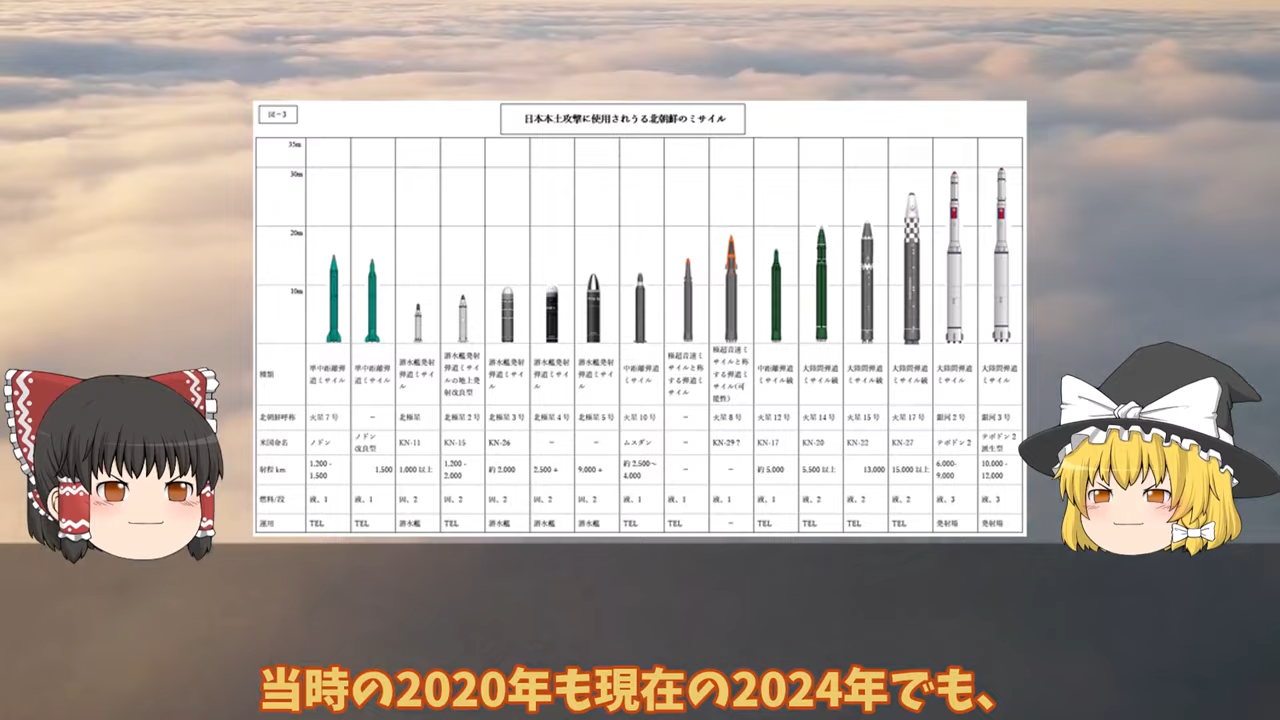 図-3
日本本土攻撃に使用されうる北朝鮮のミサイル
35m
30m
20m
10m
種類
準中距離弾道ミサイル
準中距離弾道ミサイル
潜水艦発射弾道ミサイル
潜水艦発射弾道ミサイルの地上発射改良型
潜水艦発射弾道ミサイル
潜水艦発射弾道ミサイル
潜水艦発射弾道ミサイル
中距離弾道ミサイル
極超音速ミサイルと称する弾道ミサイル
極超音速ミサイルと称する弾道ミサイル(可能性)
中距離弾道ミサイル級
大陸間弾道ミサイル級
大陸間弾道ミサイル級
大陸間弾道ミサイル級
大陸間弾道ミサイル
大陸間弾道ミサイル
北朝鮮呼称 火星7号 － 北極星 北極星2号 北極星3号 北極星4号 北極星5号 火星10号 － 火星8号 火星12号 火星14号 火星15号 火星17号 銀河2号 銀河3号
米国命名 ノドン ノドン改良型 KN-11 KN-15 KN-26 － － ムスダン － KN-29？ KN-17 KN-20 KN-22 KN-27 テポドン2 テポドン2派生型
射程km 1,200 - 1,500 1,500 1,000以上 1,200 - 2,000 約2,000 2,500 + 9,000 + 約2,500～4,000 － － 約5,000 5,500以上 13,000 15,000以上 6,000-9,000 10,000-12,000
燃料/段 液、1 液、1 固、2 固、2 固、2 固、2 固、2 液、1 液、1 液、1 液、1 液、2 液、2 液、2 液、3 液、3
運用 TEL TEL 潜水艦 TEL 潜水艦 潜水艦 潜水艦 TEL TEL － TEL TEL TEL TEL 発射場 発射場
当時の2020年も現在の2024年でも、